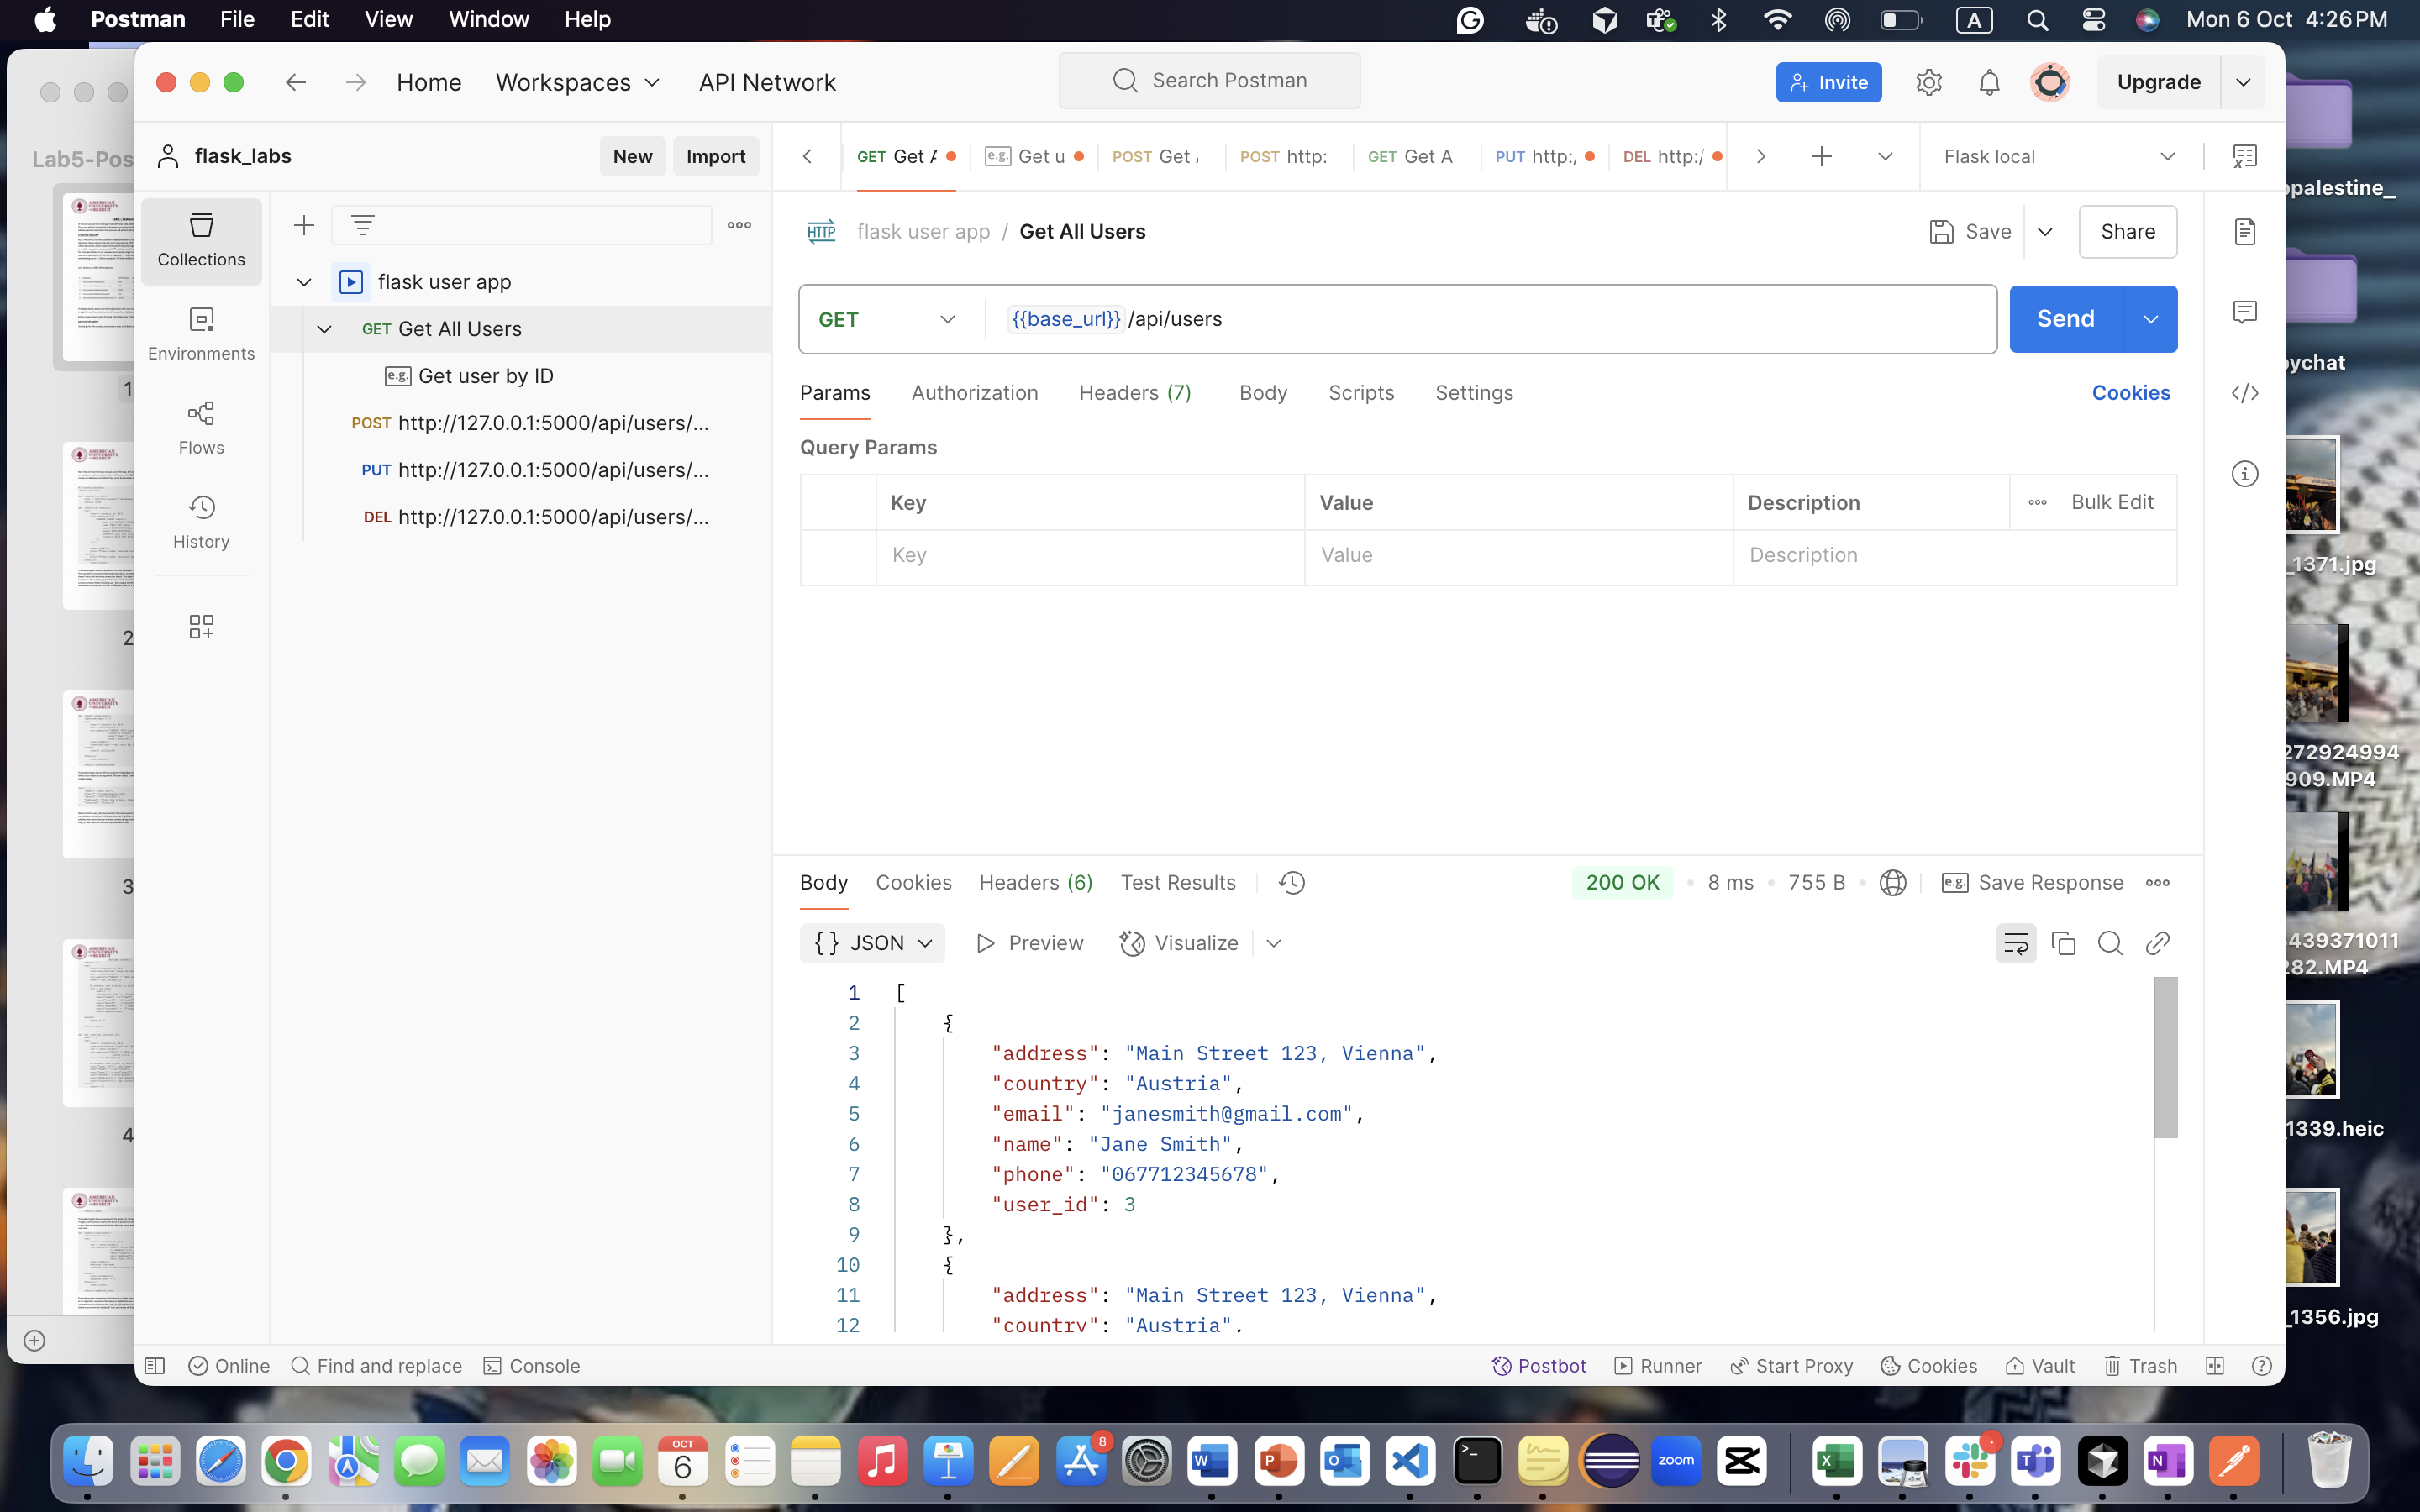 Postman File Edit View Window Help
A Mon 6 Oct 4:26 PM
Home Workspaces API Network
Search Postman
Invite
Upgrade
Lab5-Pos
flask_labs
New Import
GET Get A
e.g. Get u
POST Get
POST http:
GET Get A
PUT http:/
DEL http:/
Flask local
Collections
Environments
Flows
History
flask user app
GET Get All Users
e.g. Get user by ID
POST http://127.0.0.1:5000/api/users/...
PUT http://127.0.0.1:5000/api/users/...
DEL http://127.0.0.1:5000/api/users/...
HTTP flask user app / Get All Users
Save
Share
GET {{base_url}}/api/users
Send
Params Authorization Headers (7) Body Scripts Settings
Cookies
Query Params
Key Value Description Bulk Edit
Key Value Description
Body Cookies Headers (6) Test Results
200 OK • 8 ms • 755 B •
e.g. Save Response
{} JSON Preview Visualize
1 [
2 {
3 "address": "Main Street 123, Vienna",
4 "country": "Austria",
5 "email": "janesmith@gmail.com",
6 "name": "Jane Smith",
7 "phone": "067712345678",
8 "user_id": 3
9 },
10 {
11 "address": "Main Street 123, Vienna",
12 "country": "Austria",
Online Find and replace Console
Postbot Runner Start Proxy Cookies Vault Trash
AMERICAN
UNIVERSITY
OF BEIRUT
1
2
3
4
palestine_
ychat
_1371.jpg
272924994
909.MP4
439371011
282.MP4
1339.heic
_1356.jpg
OCT
6
8
W
P
O
zoom
X
T
N